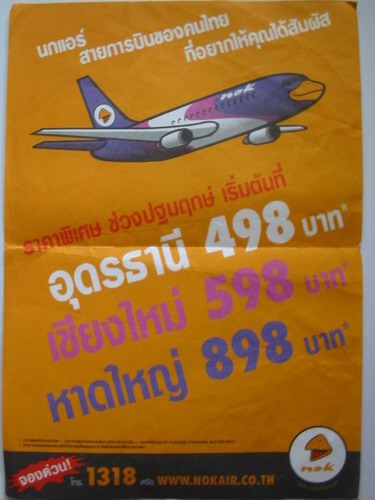 นกแอร์
สายการบินของคนไทย
ที่อยากให้คุณได้สัมผัส
nok
ราคาพิเศษ ช่วงปฐมฤกษ์ เริ่มต้นที่
อุดรธานี 498 บาท*
เชียงใหม่ 598 บาท*
หาดใหญ่ 898 บาท*
จองด่วน! โทร 1318 หรือ WWW.NOKAIR.CO.TH
nok